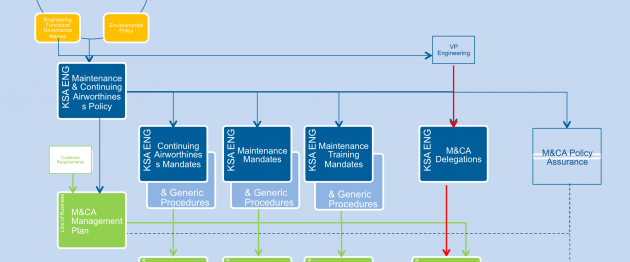 Engineering
Functional
Governance
Manual
Environmental
Policy
VP
Engineering
KSA ENG
Maintenance
& Continuing
Airworthines
s Policy
KSA ENG
Continuing
Airworthines
s Mandates
& Generic
Procedures
KSA ENG
Maintenance
Mandates
& Generic
Procedures
KSA ENG
Maintenance
Training
Mandates
& Generic
Procedures
KSA ENG
M&CA
Delegations
M&CA Policy
Assurance
Customer
Requirements
Line of Business
M&CA
Management
Plan